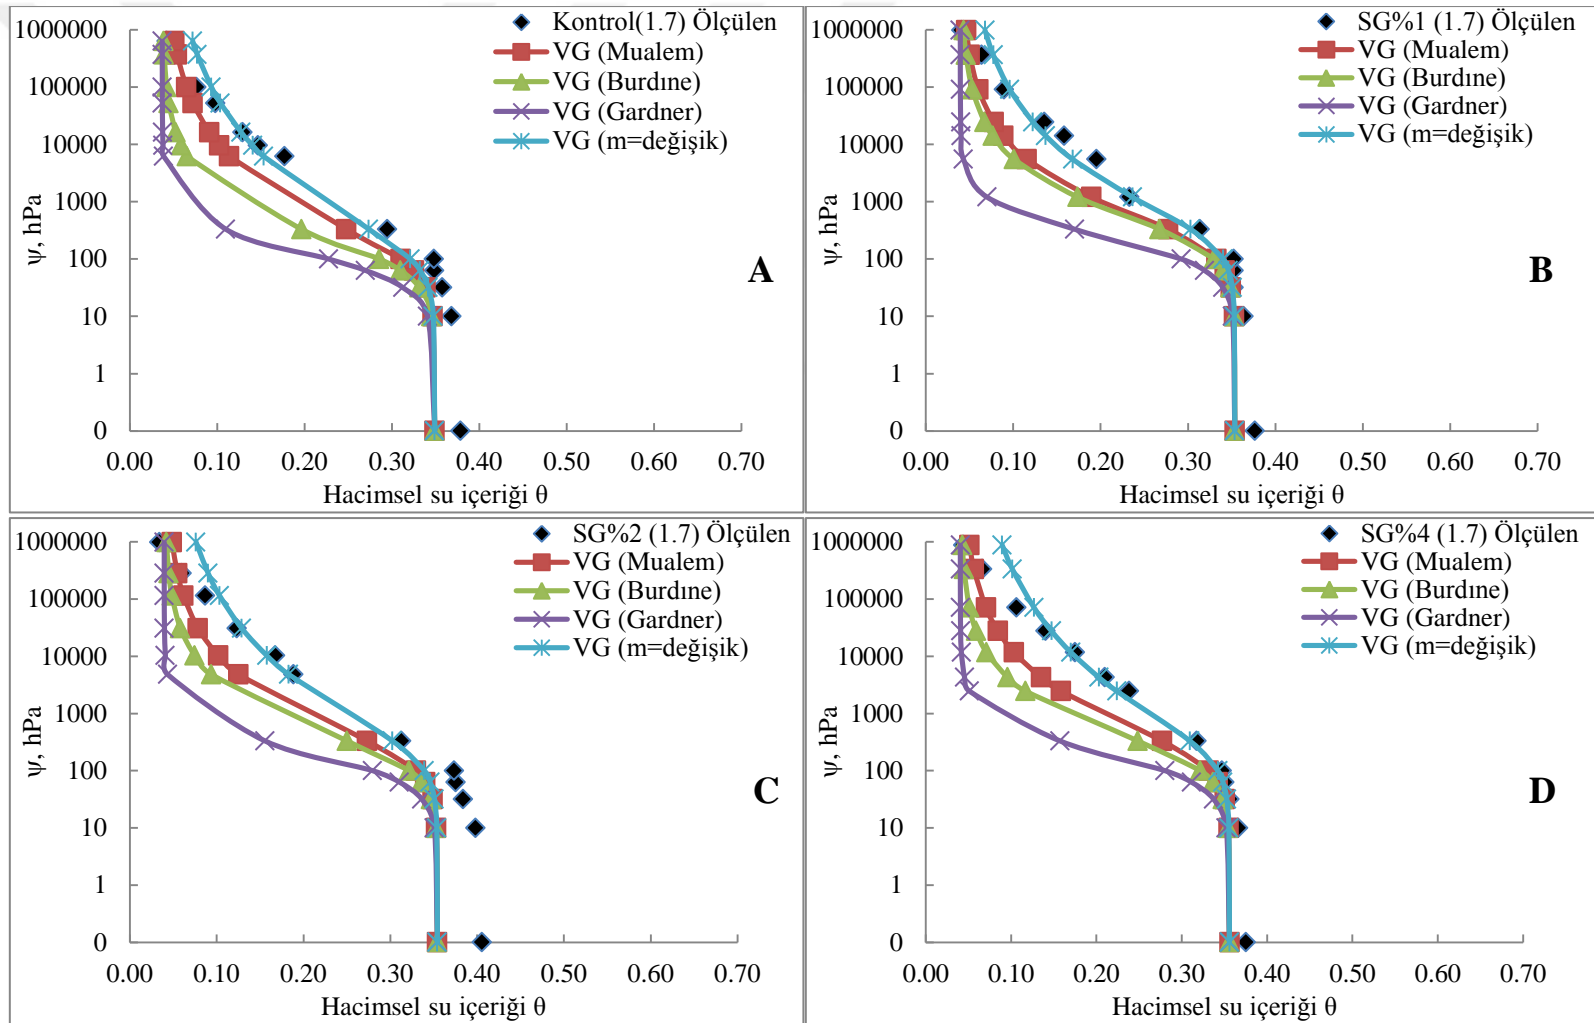 Kontrol(1.7) Ölçülen
VG (Mualem)
VG (Burdıne)
VG (Gardner)
VG (m=değişik)
1000000
100000
10000
1000
100
10
1
0
ψ, hPa
A
0.00 0.10 0.20 0.30 0.40 0.50 0.60 0.70
Hacimsel su içeriği θ
SG%1 (1.7) Ölçülen
VG (Mualem)
VG (Burdıne)
VG (Gardner)
VG (m=değişik)
1000000
100000
10000
1000
100
10
1
0
ψ, hPa
B
0.00 0.10 0.20 0.30 0.40 0.50 0.60 0.70
Hacimsel su içeriği θ
SG%2 (1.7) Ölçülen
VG (Mualem)
VG (Burdıne)
VG (Gardner)
VG (m=değişik)
1000000
100000
10000
1000
100
10
1
0
ψ, hPa
C
0.00 0.10 0.20 0.30 0.40 0.50 0.60 0.70
Hacimsel su içeriği θ
SG%4 (1.7) Ölçülen
VG (Mualem)
VG (Burdıne)
VG (Gardner)
VG (m=değişik)
1000000
100000
10000
1000
100
10
1
0
ψ, hPa
D
0.00 0.10 0.20 0.30 0.40 0.50 0.60 0.70
Hacimsel su içeriği θ